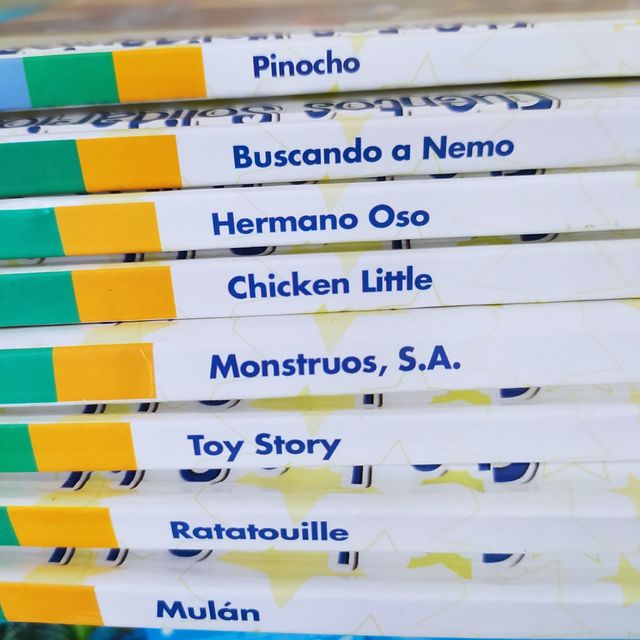 Pinocho
Cuentos Solidarios
Buscando a Nemo
Hermano Oso
Chicken Little
Monstruos, S.A.
Toy Story
Ratatouille
Mulán